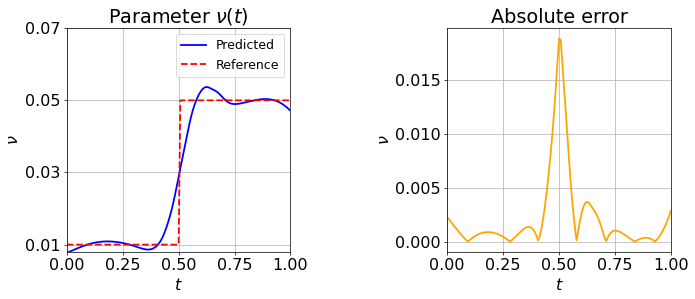 Parameter ν(t)
Predicted
Reference
0.07
0.05
0.03
0.01
ν
0.00 0.25 0.50 0.75 1.00
t
Absolute error
0.015
0.010
0.005
0.000
ν
0.00 0.25 0.50 0.75 1.00
t